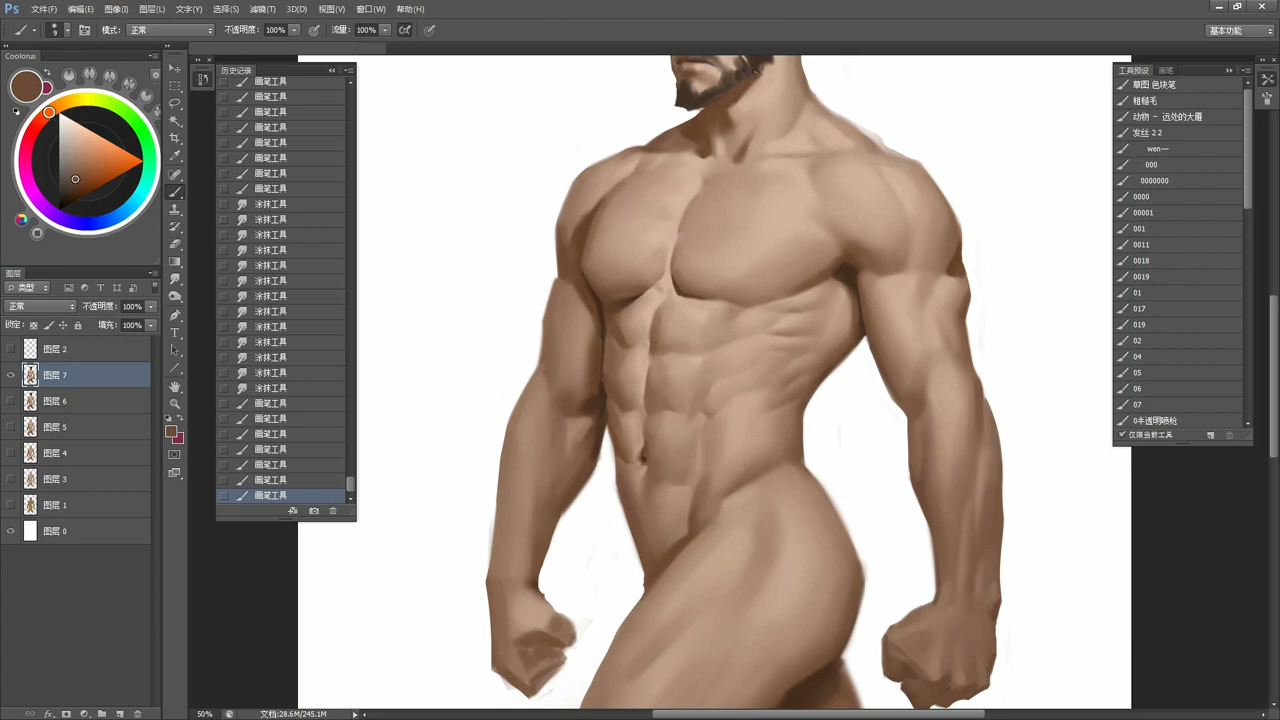 Ps 文件(F) 编辑(E) 图像(I) 图层(L) 文字(Y) 选择(S) 滤镜(T) 3D(D) 视图(V) 窗口(W) 帮助(H)
9 模式: 正常 不透明度: 100% 流量: 100% 基本功能
Coolorus
图层
类型
正常 不透明度: 100%
锁定: 填充: 100%
图层 2
图层 7
图层 6
图层 5
图层 4
图层 3
图层 1
图层 0
历史记录
画笔工具
画笔工具
画笔工具
画笔工具
画笔工具
画笔工具
画笔工具
画笔工具
涂抹工具
涂抹工具
涂抹工具
涂抹工具
涂抹工具
涂抹工具
涂抹工具
涂抹工具
涂抹工具
涂抹工具
涂抹工具
涂抹工具
涂抹工具
画笔工具
画笔工具
画笔工具
画笔工具
画笔工具
画笔工具
画笔工具
工具预设 画笔
草图 色块笔
粗糙毛
动物 - 远处的大雁
发丝 2 2
wen—
000
0000000
0000
00001
001
0011
0018
0019
01
017
019
02
04
05
06
07
0半透明喷枪
仅限当前工具
50% 文档:28.6M/245.1M